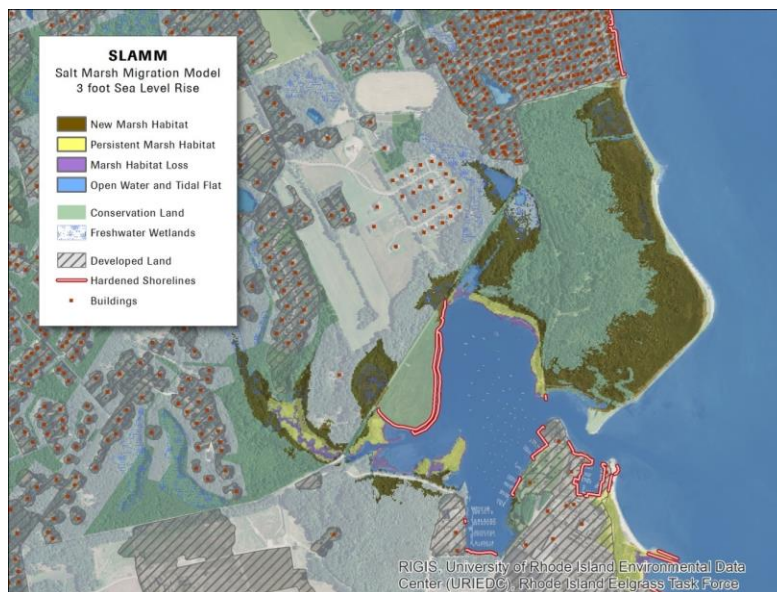 SLAMM
Salt Marsh Migration Model
3 foot Sea Level Rise
New Marsh Habitat
Persistent Marsh Habitat
Marsh Habitat Loss
Open Water and Tidal Flat
Conservation Land
Freshwater Wetlands
Developed Land
Hardened Shorelines
Buildings
RIGIS, University of Rhode Island Environmental Data
Center (URIEDC), Rhode Island Eelgrass Task Force